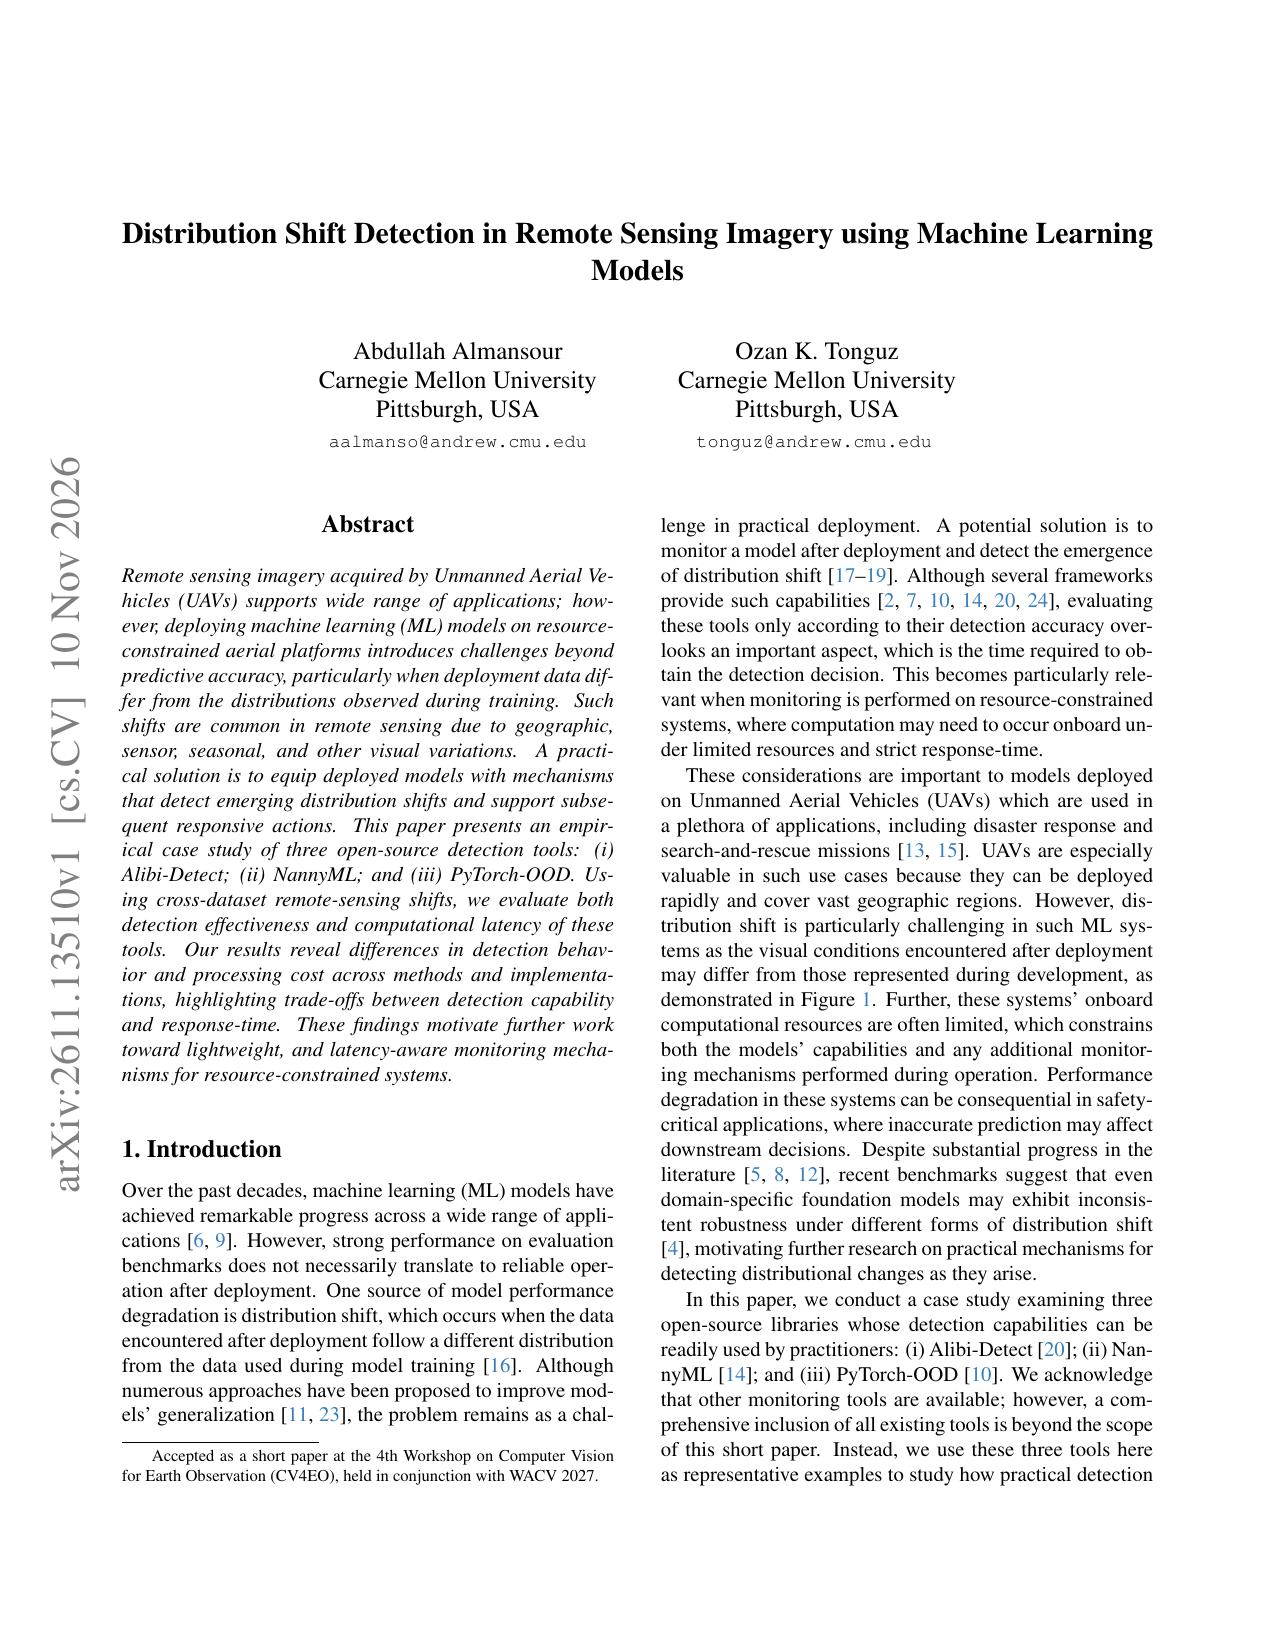 Distribution Shift Detection in Remote Sensing Imagery using Machine Learning
Models
Abdullah Almansour
Carnegie Mellon University
Pittsburgh, USA
aalmanso@andrew.cmu.edu
Ozan K. Tonguz
Carnegie Mellon University
Pittsburgh, USA
tonguz@andrew.cmu.edu
arXiv:2611.13510v1 [cs.CV] 10 Nov 2026
Abstract
Remote sensing imagery acquired by Unmanned Aerial Ve-
hicles (UAVs) supports wide range of applications; how-
ever, deploying machine learning (ML) models on resource-
constrained aerial platforms introduces challenges beyond
predictive accuracy, particularly when deployment data dif-
fer from the distributions observed during training. Such
shifts are common in remote sensing due to geographic,
sensor, seasonal, and other visual variations. A practi-
cal solution is to equip deployed models with mechanisms
that detect emerging distribution shifts and support subse-
quent responsive actions. This paper presents an empir-
ical case study of three open-source detection tools: (i)
Alibi-Detect; (ii) NannyML; and (iii) PyTorch-OOD. Us-
ing cross-dataset remote-sensing shifts, we evaluate both
detection effectiveness and computational latency of these
tools. Our results reveal differences in detection behav-
ior and processing cost across methods and implementa-
tions, highlighting trade-offs between detection capability
and response-time. These findings motivate further work
toward lightweight, and latency-aware monitoring mecha-
nisms for resource-constrained systems.
1. Introduction
Over the past decades, machine learning (ML) models have
achieved remarkable progress across a wide range of appli-
cations [6, 9]. However, strong performance on evaluation
benchmarks does not necessarily translate to reliable oper-
ation after deployment. One source of model performance
degradation is distribution shift, which occurs when the data
encountered after deployment follow a different distribution
from the data used during model training [16]. Although
numerous approaches have been proposed to improve mod-
els' generalization [11, 23], the problem remains as a chal-
Accepted as a short paper at the 4th Workshop on Computer Vision
for Earth Observation (CV4EO), held in conjunction with WACV 2027.
lenge in practical deployment. A potential solution is to
monitor a model after deployment and detect the emergence
of distribution shift [17–19]. Although several frameworks
provide such capabilities [2, 7, 10, 14, 20, 24], evaluating
these tools only according to their detection accuracy over-
looks an important aspect, which is the time required to ob-
tain the detection decision. This becomes particularly rele-
vant when monitoring is performed on resource-constrained
systems, where computation may need to occur onboard un-
der limited resources and strict response-time.
These considerations are important to models deployed
on Unmanned Aerial Vehicles (UAVs) which are used in
a plethora of applications, including disaster response and
search-and-rescue missions [13, 15]. UAVs are especially
valuable in such use cases because they can be deployed
rapidly and cover vast geographic regions. However, dis-
tribution shift is particularly challenging in such ML sys-
tems as the visual conditions encountered after deployment
may differ from those represented during development, as
demonstrated in Figure 1. Further, these systems' onboard
computational resources are often limited, which constrains
both the models' capabilities and any additional monitor-
ing mechanisms performed during operation. Performance
degradation in these systems can be consequential in safety-
critical applications, where inaccurate prediction may affect
downstream decisions. Despite substantial progress in the
literature [5, 8, 12], recent benchmarks suggest that even
domain-specific foundation models may exhibit inconsis-
tent robustness under different forms of distribution shift
[4], motivating further research on practical mechanisms for
detecting distributional changes as they arise.
In this paper, we conduct a case study examining three
open-source libraries whose detection capabilities can be
readily used by practitioners: (i) Alibi-Detect [20]; (ii) Nan-
nyML [14]; and (iii) PyTorch-OOD [10]. We acknowledge
that other monitoring tools are available; however, a com-
prehensive inclusion of all existing tools is beyond the scope
of this short paper. Instead, we use these three tools here
as representative examples to study how practical detection